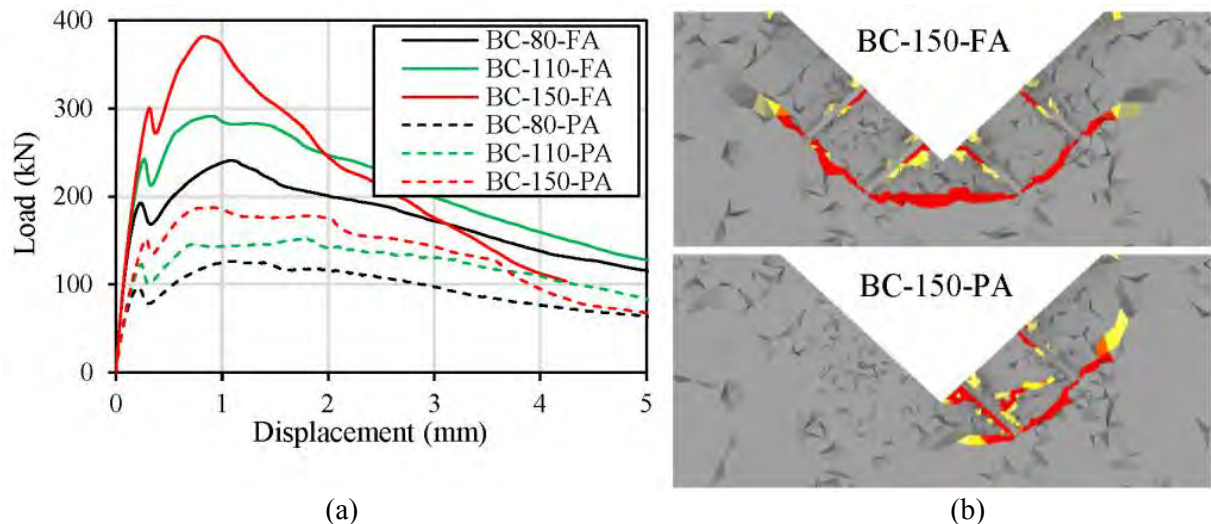 400
300
200
100
0
Load (kN)
BC-80-FA
BC-110-FA
BC-150-FA
BC-80-PA
BC-110-PA
BC-150-PA
0 1 2 3 4 5
Displacement (mm)
(a)
BC-150-FA
BC-150-PA
(b)